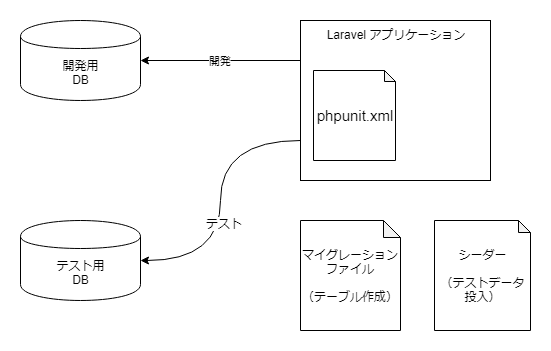 Laravel アプリケーション
開発用
DB
開発
phpunit.xml
テスト
テスト用
DB
マイグレーション
ファイル
（テーブル作成）
シーダー
（テストデータ
投入）